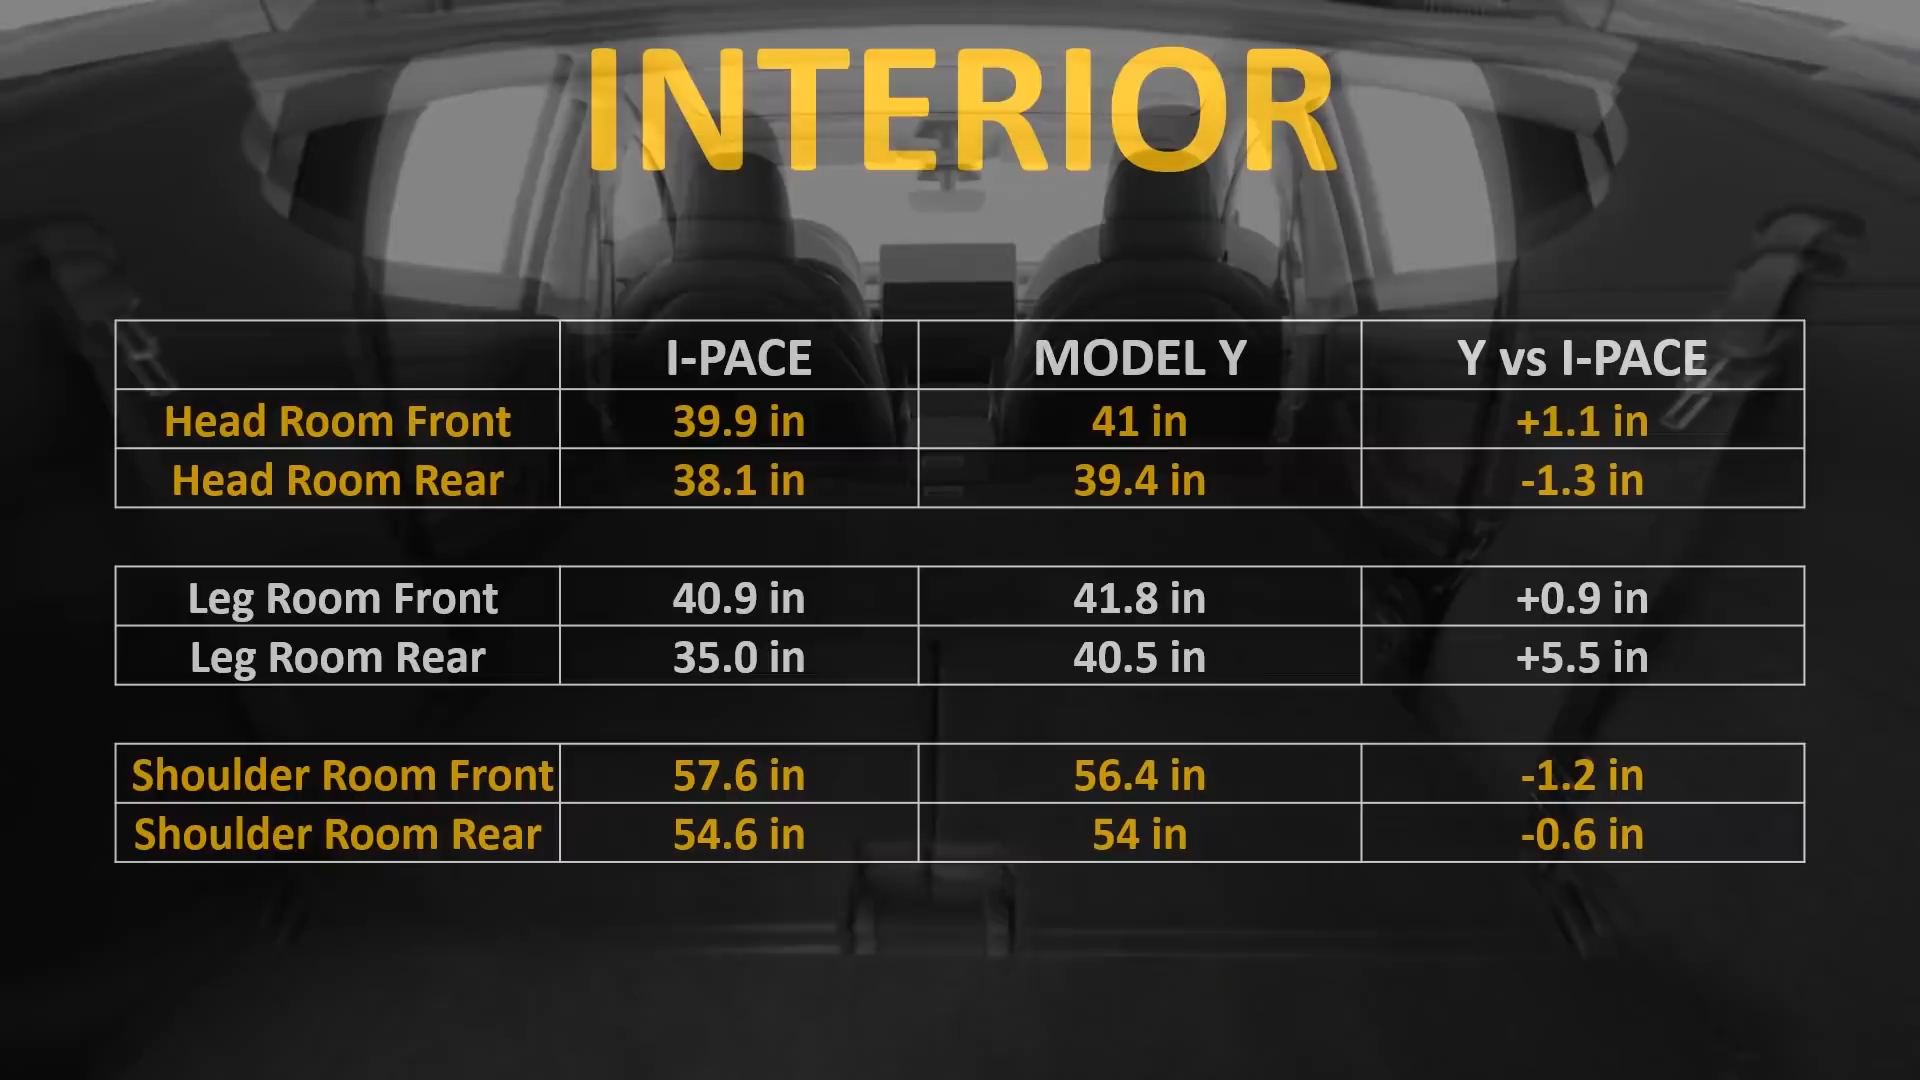 INTERIOR
I-PACE MODEL Y Y vs I-PACE
Head Room Front 39.9 in 41 in +1.1 in
Head Room Rear 38.1 in 39.4 in -1.3 in
Leg Room Front 40.9 in 41.8 in +0.9 in
Leg Room Rear 35.0 in 40.5 in +5.5 in
Shoulder Room Front 57.6 in 56.4 in -1.2 in
Shoulder Room Rear 54.6 in 54 in -0.6 in